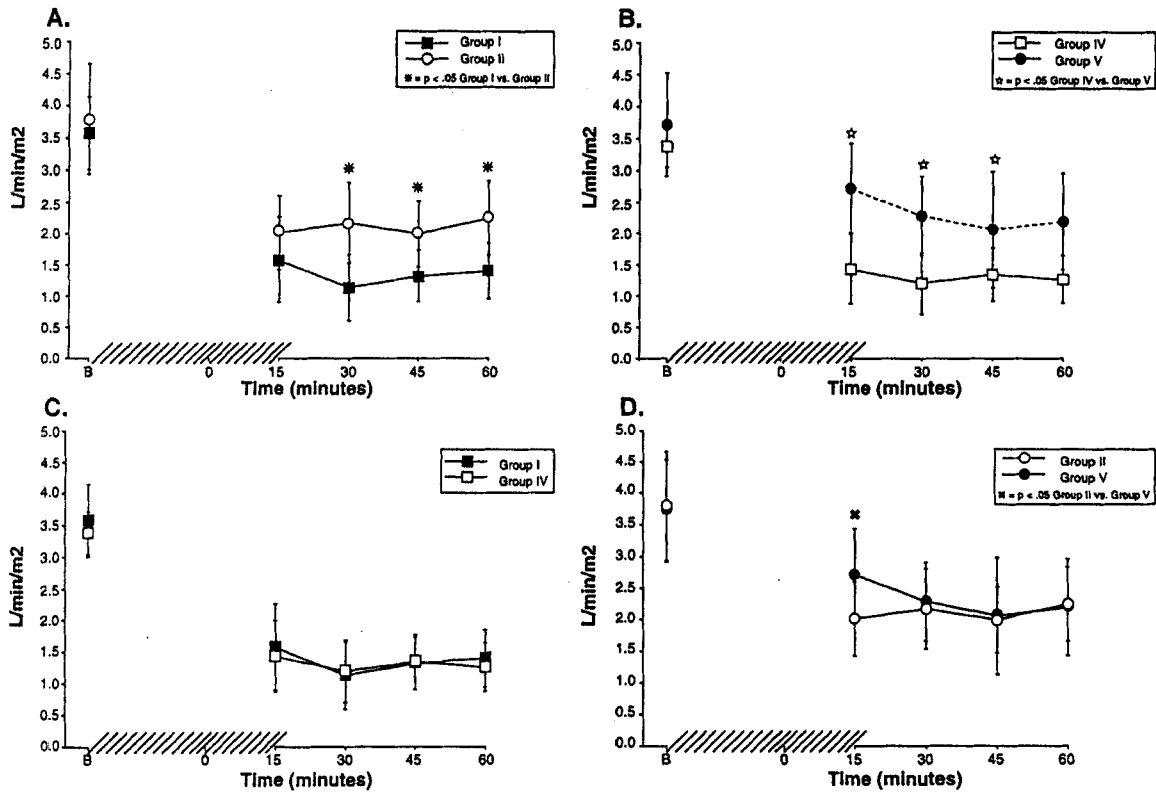 A.
Group I
Group II
✳ = p < .05 Group I vs. Group II
L/min/m2
5.0
4.5
4.0
3.5
3.0
2.5
2.0
1.5
1.0
0.5
0.0
B 0 15 30 45 60
Time (minutes)
B.
Group IV
Group V
☆ = p < .05 Group IV vs. Group V
L/min/m2
5.0
4.5
4.0
3.5
3.0
2.5
2.0
1.5
1.0
0.5
0.0
B 0 15 30 45 60
Time (minutes)
C.
Group I
Group IV
L/min/m2
5.0
4.5
4.0
3.5
3.0
2.5
2.0
1.5
1.0
0.5
0.0
B 0 15 30 45 60
Time (minutes)
D.
Group II
Group V
✖ = p < .05 Group II vs. Group V
L/min/m2
5.0
4.5
4.0
3.5
3.0
2.5
2.0
1.5
1.0
0.5
0.0
B 0 15 30 45 60
Time (minutes)